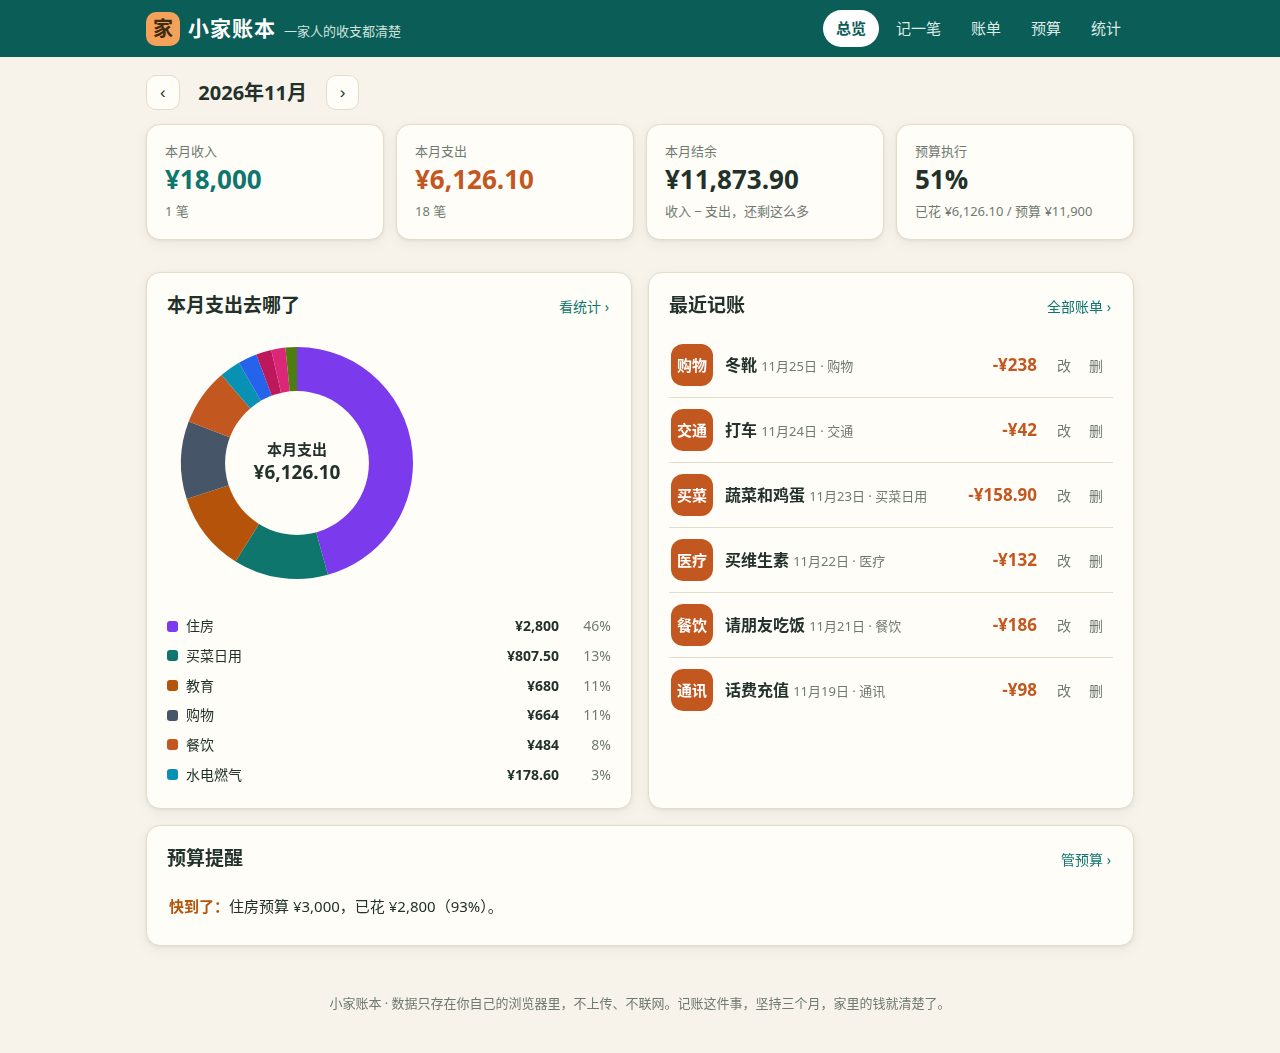 家 小家账本 一家人的收支都清楚 总览 记一笔 账单 预算 统计
‹ 2026年11月 ›
本月收入
¥18,000
1 笔
本月支出
¥6,126.10
18 笔
本月结余
¥11,873.90
收入 − 支出，还剩这么多
预算执行
51%
已花 ¥6,126.10 / 预算 ¥11,900
本月支出去哪了 看统计 ›
本月支出
¥6,126.10
住房 ¥2,800 46%
买菜日用 ¥807.50 13%
教育 ¥680 11%
购物 ¥664 11%
餐饮 ¥484 8%
水电燃气 ¥178.60 3%
最近记账 全部账单 ›
购物 冬靴 11月25日 · 购物 -¥238 改 删
交通 打车 11月24日 · 交通 -¥42 改 删
买菜 蔬菜和鸡蛋 11月23日 · 买菜日用 -¥158.90 改 删
医疗 买维生素 11月22日 · 医疗 -¥132 改 删
餐饮 请朋友吃饭 11月21日 · 餐饮 -¥186 改 删
通讯 话费充值 11月19日 · 通讯 -¥98 改 删
预算提醒 管预算 ›
快到了：住房预算 ¥3,000，已花 ¥2,800（93%）。
小家账本 · 数据只存在你自己的浏览器里，不上传、不联网。记账这件事，坚持三个月，家里的钱就清楚了。